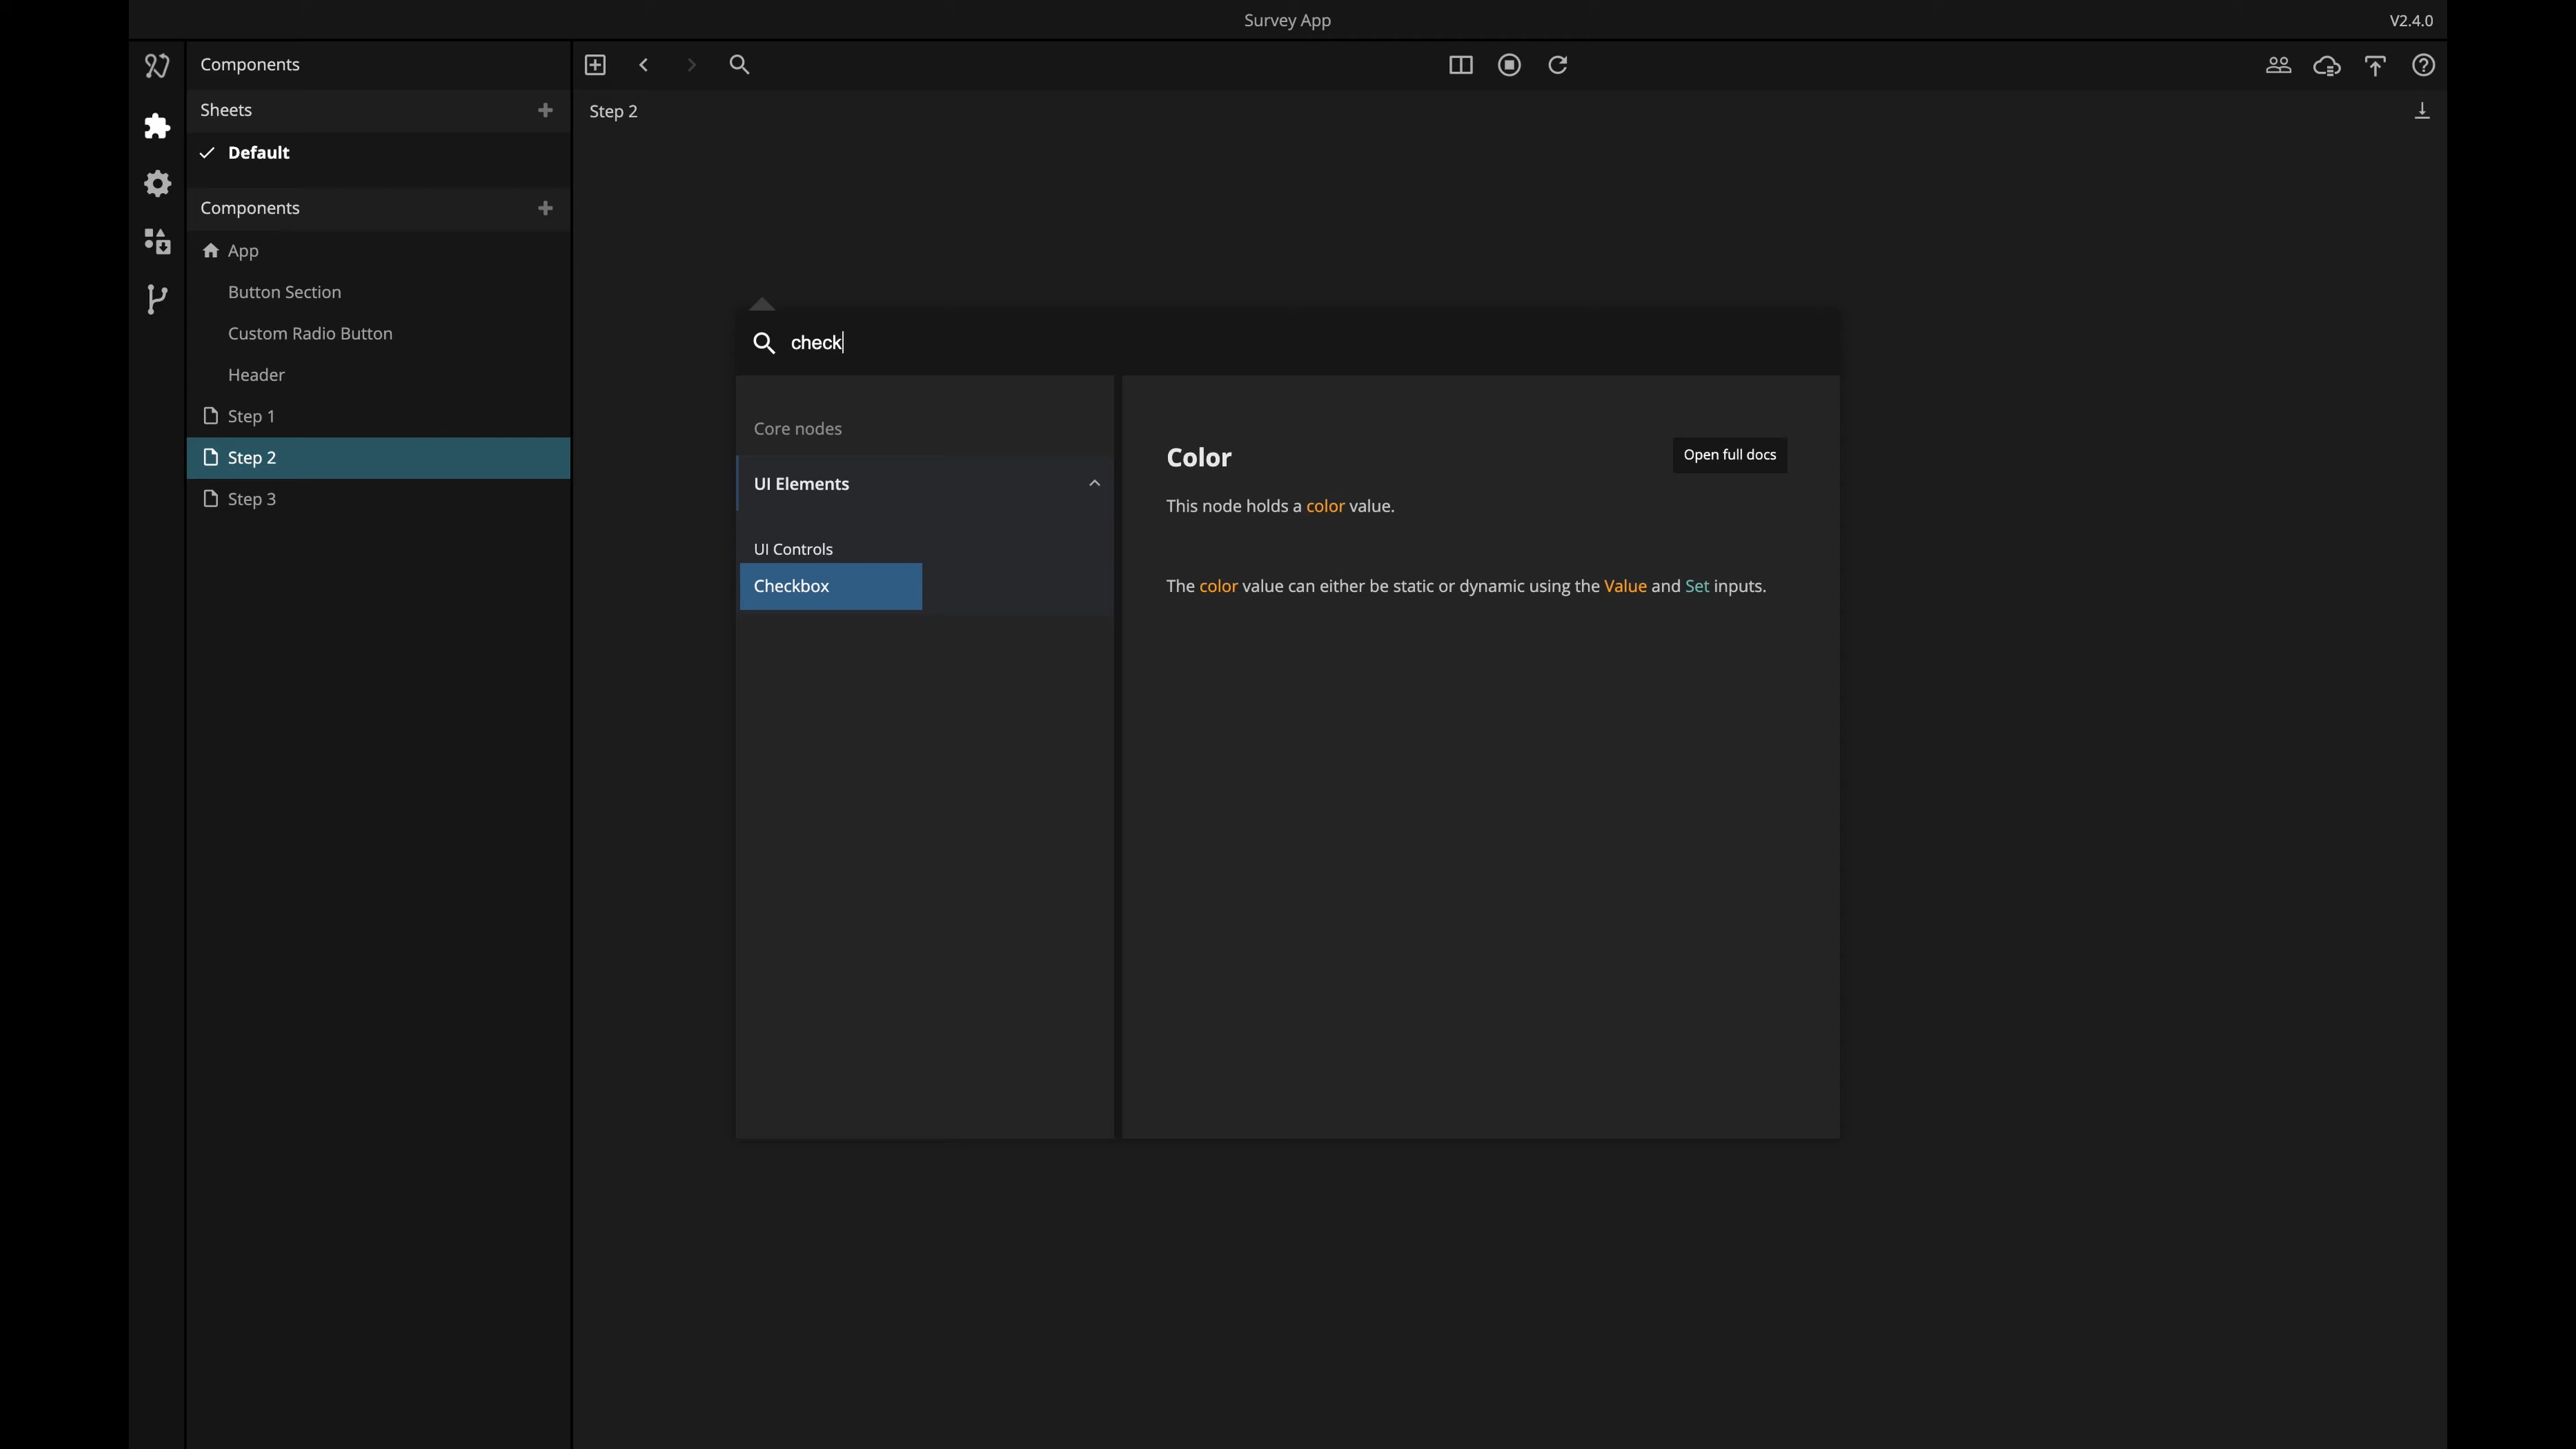 Survey App
V2.4.0
Components
Sheets
Default
Components
App
Button Section
Custom Radio Button
Header
Step 1
Step 2
Step 3
Step 2
check
Core nodes
UI Elements
UI Controls
Checkbox
Color
Open full docs
This node holds a color value.
The color value can either be static or dynamic using the Value and Set inputs.